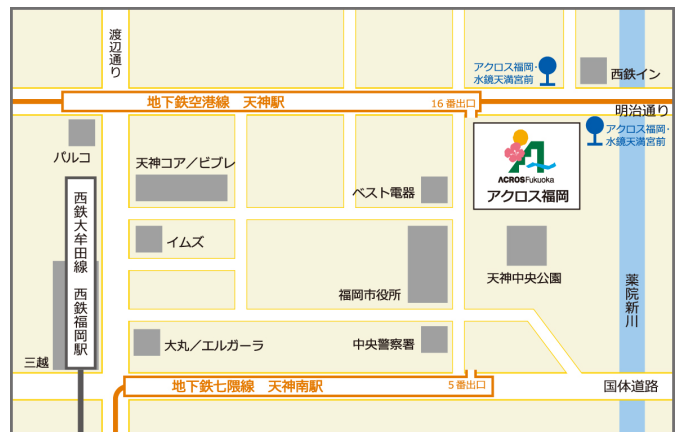 渡辺通り
アクロス福岡・
水鏡天満宮前
西鉄イン
地下鉄空港線 天神駅
16番出口
明治通り
パルコ
天神コア／ビブレ
ベスト電器
ACROS Fukuoka
アクロス福岡
アクロス福岡・
水鏡天満宮前
西鉄大牟田線 西鉄福岡駅
イムズ
福岡市役所
天神中央公園
薬院新川
三越
大丸／エルガーラ
中央警察署
地下鉄七隈線 天神南駅
5番出口
国体道路